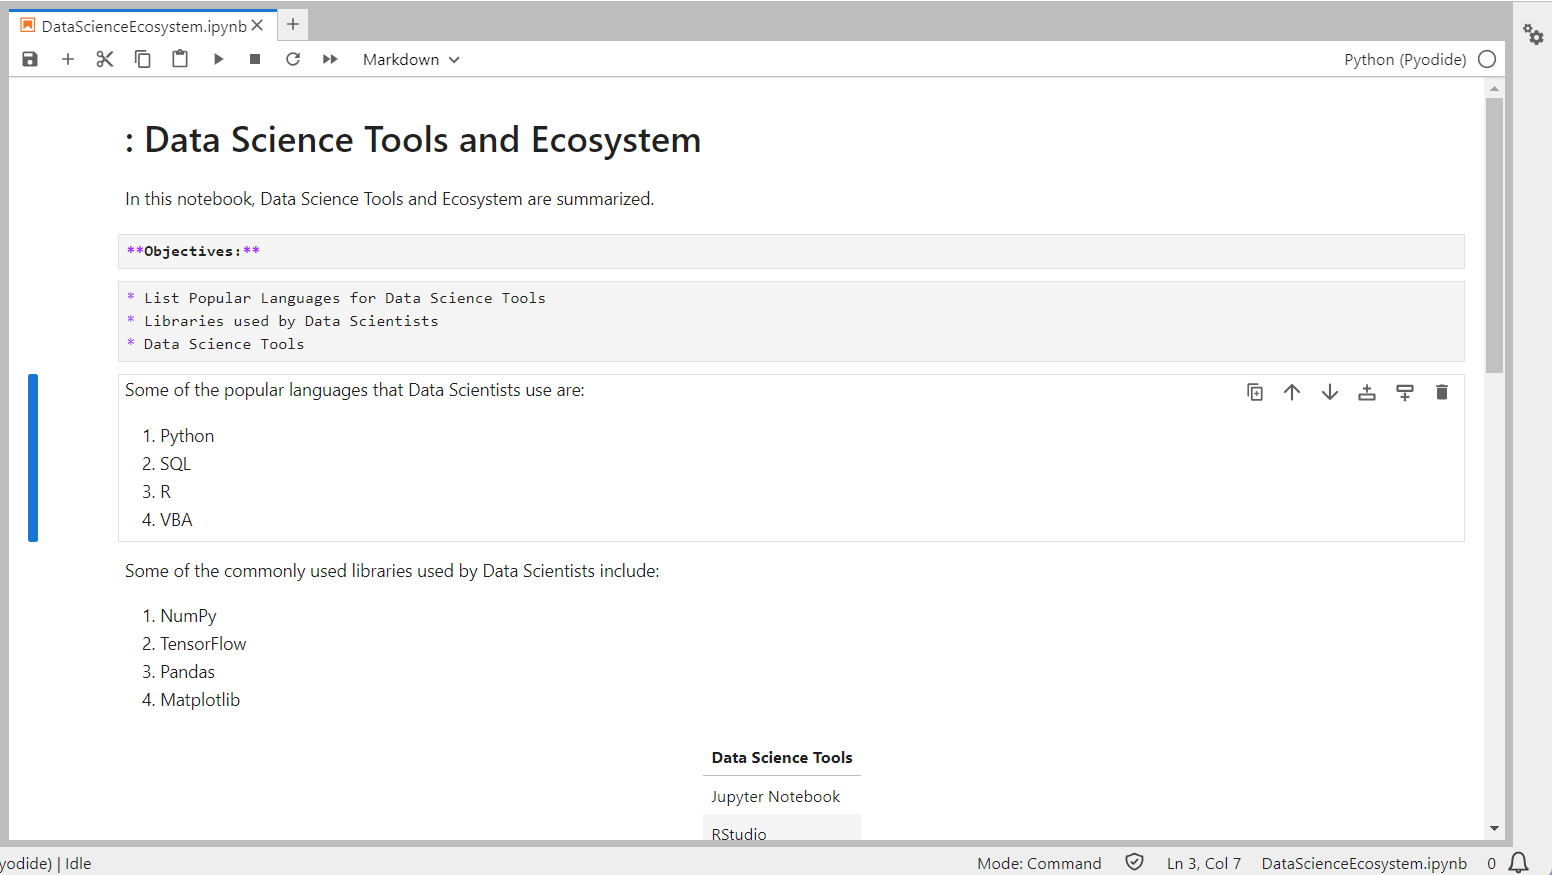 DataScienceEcosystem.ipynb
Markdown
Python (Pyodide)
: Data Science Tools and Ecosystem
In this notebook, Data Science Tools and Ecosystem are summarized.
**Objectives:**
* List Popular Languages for Data Science Tools
* Libraries used by Data Scientists
* Data Science Tools
Some of the popular languages that Data Scientists use are:
1. Python
2. SQL
3. R
4. VBA
Some of the commonly used libraries used by Data Scientists include:
1. NumPy
2. TensorFlow
3. Pandas
4. Matplotlib
Data Science Tools
Jupyter Notebook
RStudio
yodide) | Idle
Mode: Command
Ln 3, Col 7
DataScienceEcosystem.ipynb
0